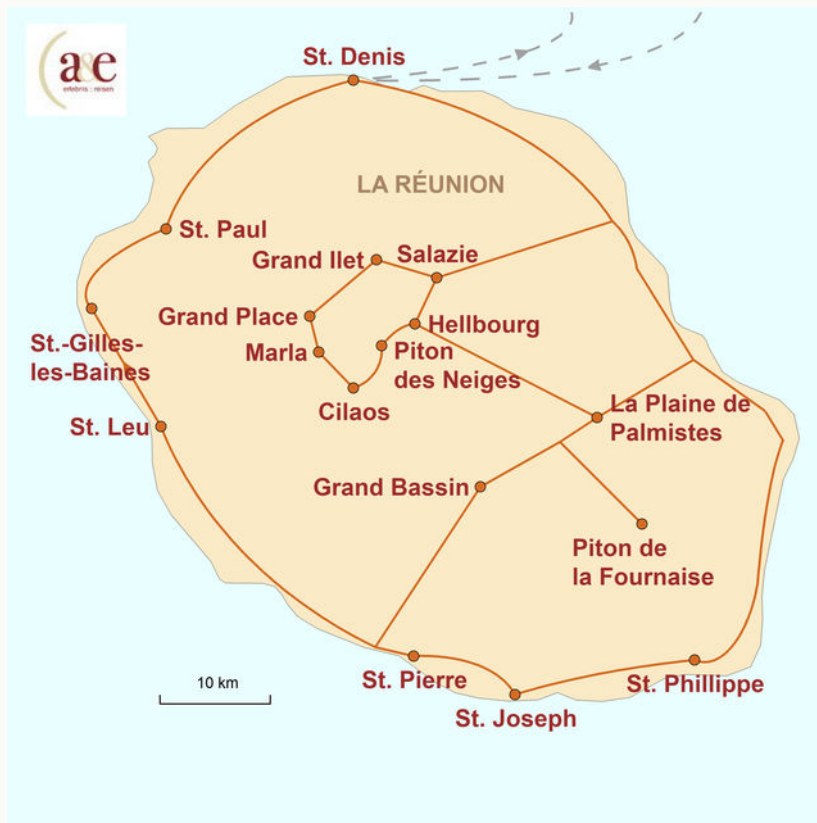 a&e
erlebnis : reisen
St. Denis
LA RÉUNION
St. Paul
Grand Ilet
Salazie
Grand Place
Hellbourg
St.-Gilles-
les-Baines
Marla
Piton
des Neiges
Cilaos
La Plaine de
Palmistes
St. Leu
Grand Bassin
Piton de
la Fournaise
10 km
St. Pierre
St. Phillippe
St. Joseph